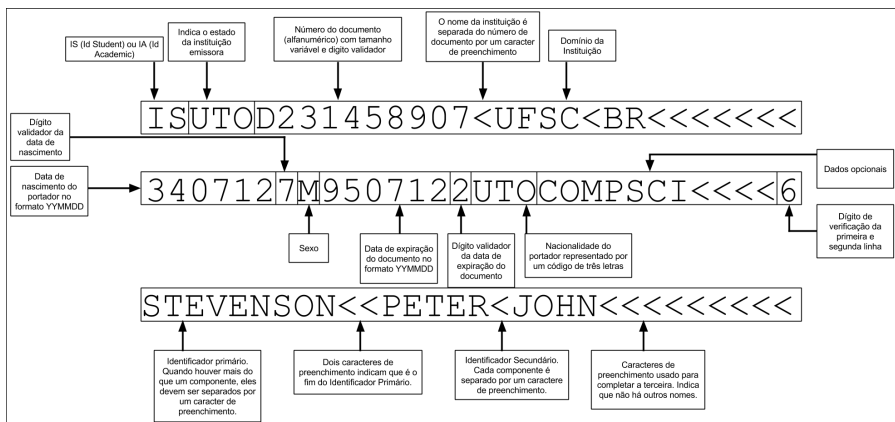 IS (Id Student) ou IA (Id
Academic)
Indica o estado da
instituição
emissora
Número do documento
(alfanumérico) com tamanho
variável e digito validador
O nome da instituição é
separada do número de
documento por um caracter
de preenchimento
Domínio da
Instituição
ISUTOD231458907<UFSC<BR<<<<<<<
Dígito
validador da
data de
nascimento
Data de
nascimento do
portador no
formato YYMMDD
3407127M9507122UTOCOMPSCI<<<<6
Dados opcionais
Sexo
Data de expiração
do documento no
formato YYMMDD
Dígito validador
da data de
expiração do
documento
Nacionalidade do
portador representado por
um código de três letras
Dígito de
verificação da
primeira e
segunda linha
STEVENSON<<PETER<JOHN<<<<<<<<<
Identificador primário.
Quando houver mais do
que um componente, eles
devem ser separados por
um caracter de
preenchimento.
Dois caracteres de
preenchimento indicam que é o
fim do Identificador Primário.
Identificador Secundário.
Cada componente é
separado por um caractere
de preenchimento.
Caracteres de
preenchimento usado para
completar a terceira. Indica
que não há outros nomes.